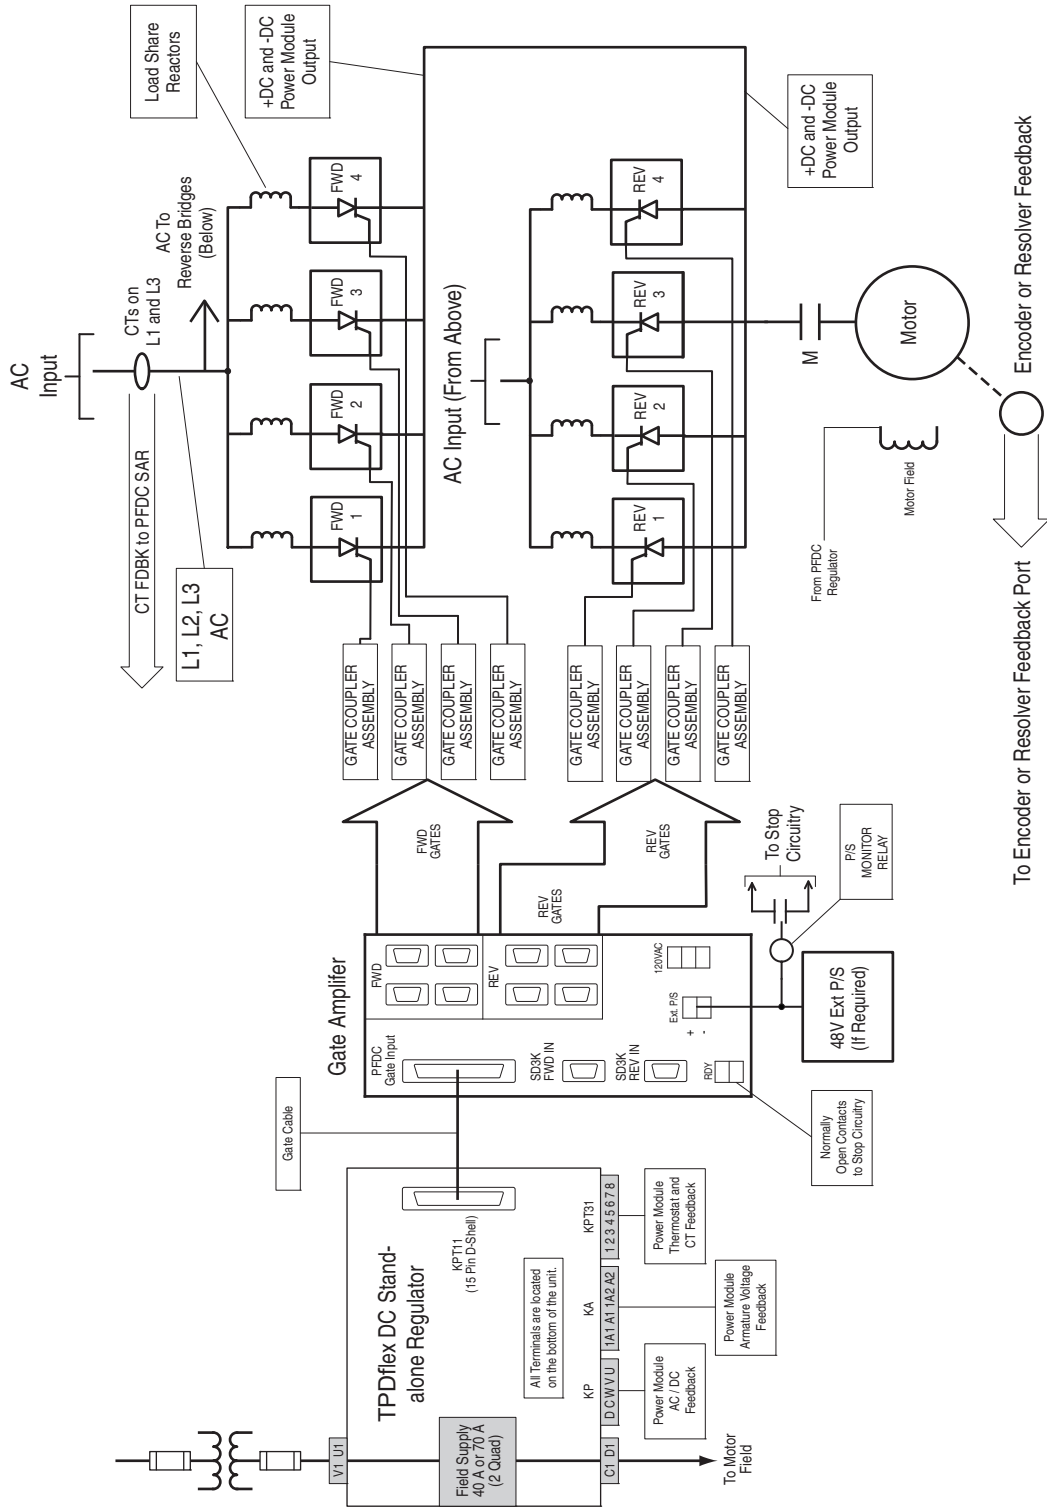 AC
Input
CT FDBK to PFDC SAR
L1, L2, L3
AC
CTs on
L1 and L3
AC To
Reverse Bridges
(Below)
Load Share
Reactors
+DC and -DC
Power Module
Output
FWD
1
FWD
2
FWD
3
FWD
4
AC Input (From Above)
REV
1
REV
2
REV
3
REV
4
+DC and -DC
Power Module
Output
GATE COUPLER
ASSEMBLY
GATE COUPLER
ASSEMBLY
GATE COUPLER
ASSEMBLY
GATE COUPLER
ASSEMBLY
GATE COUPLER
ASSEMBLY
GATE COUPLER
ASSEMBLY
GATE COUPLER
ASSEMBLY
GATE COUPLER
ASSEMBLY
M
Motor
From PFDC
Regulator
Motor Field
To Encoder or Resolver Feedback Port
Encoder or Resolver Feedback
FWD
GATES
REV
GATES
REV
GATES
To Stop
Circuitry
P/S
MONITOR
RELAY
48V Ext P/S
(If Required)
Gate Amplifer
FWD
REV
PFDC
Gate Input
SD3K
FWD IN
SD3K
REV IN
RDY
120VAC
Ext. P/S
+
-
Normally
Open Contacts
to Stop Circuitry
Gate Cable
KPT11
(15 Pin D-Shell)
TPDflex DC Stand-
alone Regulator
All Terminals are located
on the bottom of the unit.
V1 U1
Field Supply
40 A or 70 A
(2 Quad)
C1 D1
To Motor
Field
KP
D C W V U
Power Module
AC / DC
Feedback
KA
1A1 A1 1A2 A2
Power Module
Armature Voltage
Feedback
KPT31
1 2 3 4 5 6 7 8
Power Module
Thermostat and
CT Feedback